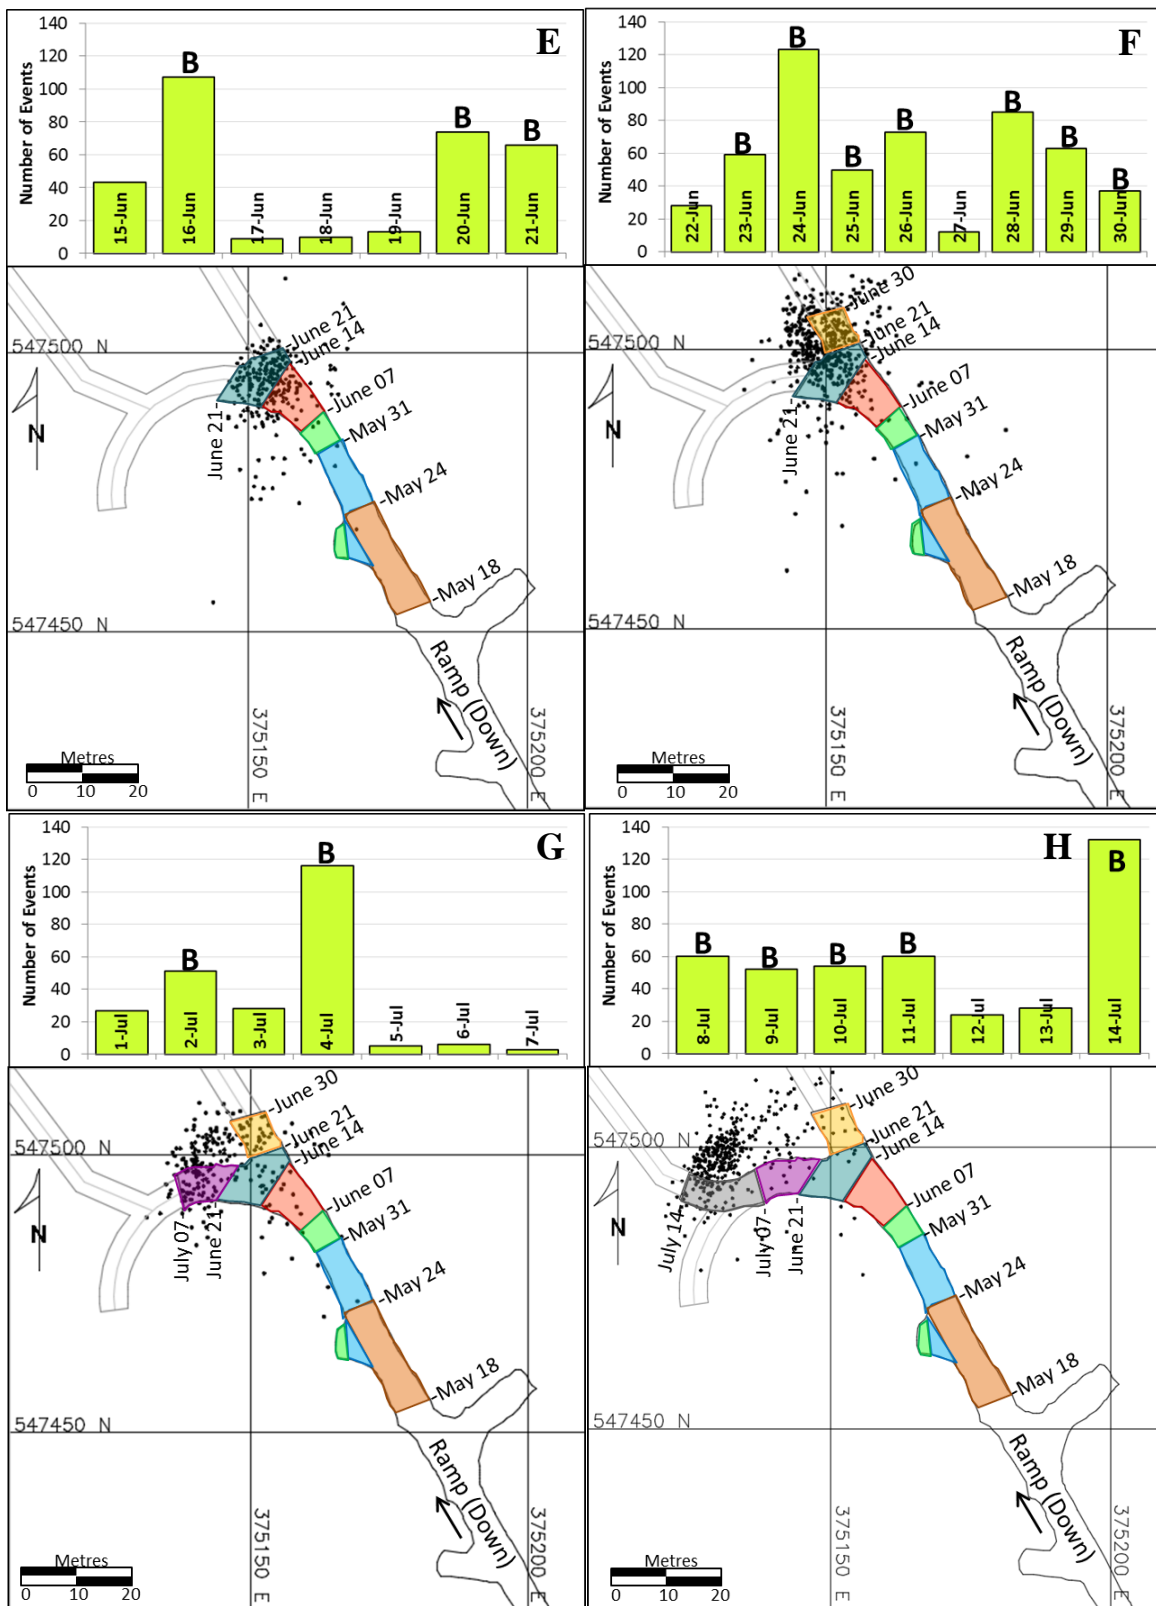 E
Number of Events
140
120
100
80
60
40
20
0
B
B
B
15-Jun
16-Jun
17-Jun
18-Jun
19-Jun
20-Jun
21-Jun
547500 N
June 21
June 14
June 07
May 31
May 24
May 18
June 21
N
547450 N
Ramp (Down)
375150 E
375200 E
Metres
0 10 20
F
Number of Events
140
120
100
80
60
40
20
0
B
B
B
B
B
B
B
22-Jun
23-Jun
24-Jun
25-Jun
26-Jun
27-Jun
28-Jun
29-Jun
30-Jun
547500 N
June 30
June 21
June 14
June 07
May 31
May 24
May 18
June 21
N
547450 N
Ramp (Down)
375150 E
375200 E
Metres
0 10 20
G
Number of Events
140
120
100
80
60
40
20
0
B
B
1-Jul
2-Jul
3-Jul
4-Jul
5-Jul
6-Jul
7-Jul
547500 N
June 30
June 21
June 14
June 07
May 31
May 24
May 18
July 07
June 21
N
547450 N
Ramp (Down)
375150 E
375200 E
Metres
0 10 20
H
Number of Events
140
120
100
80
60
40
20
0
B
B
B
B
B
8-Jul
9-Jul
10-Jul
11-Jul
12-Jul
13-Jul
14-Jul
547500 N
June 30
June 21
June 14
June 07
May 31
May 24
May 18
July 14
July 07
June 21
N
547450 N
Ramp (Down)
375150 E
375200 E
Metres
0 10 20